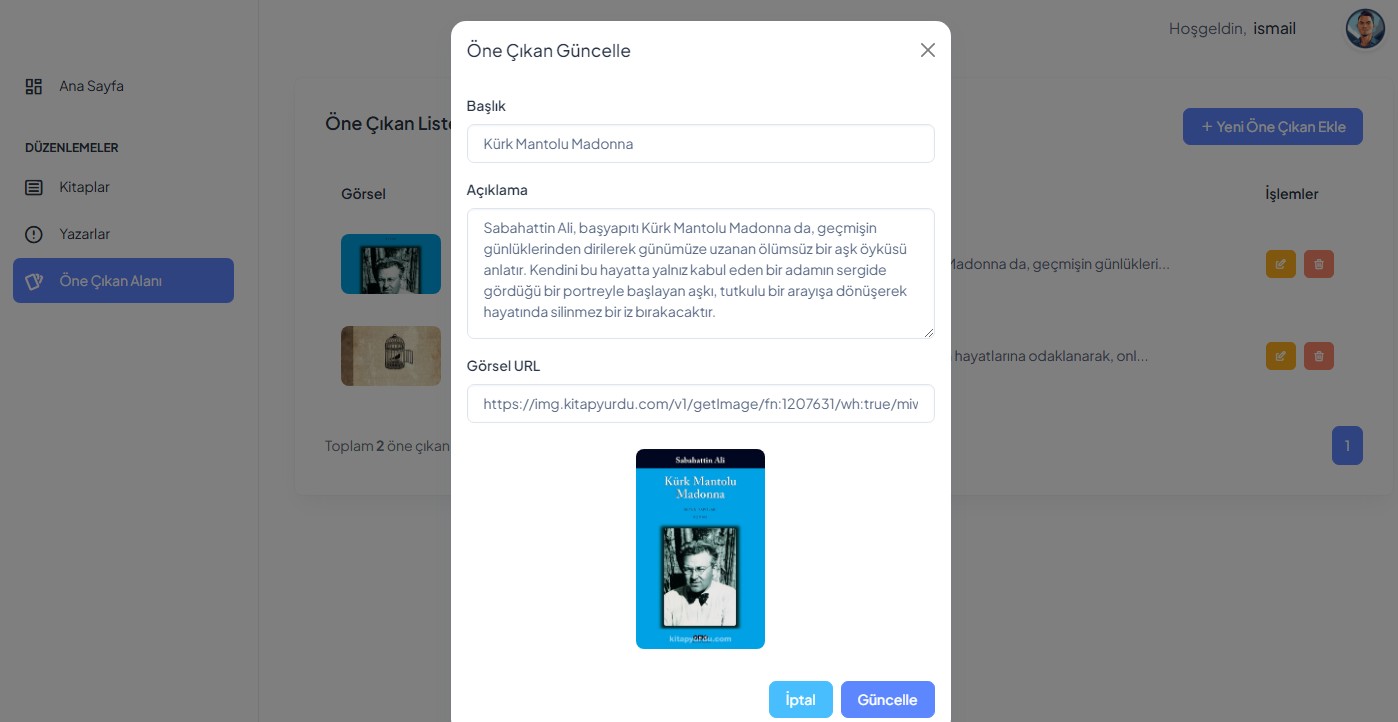 Hoşgeldin, ismail
Ana Sayfa
DÜZENLEMELER
Kitaplar
Yazarlar
Öne Çıkan Alanı
Öne Çıkan Liste
+ Yeni Öne Çıkan Ekle
Görsel
İşlemler
Madonna da, geçmişin günlükleri...
hayatlarına odaklanarak, onl...
Toplam 2 öne çıkan
1
Öne Çıkan Güncelle
Başlık
Kürk Mantolu Madonna
Açıklama
Sabahattin Ali, başyapıtı Kürk Mantolu Madonna da, geçmişin
günlüklerinden dirilerek günümüze uzanan ölümsüz bir aşk öyküsü
anlatır. Kendini bu hayatta yalnız kabul eden bir adamın sergide
gördüğü bir portreyle başlayan aşkı, tutkulu bir arayışa dönüşerek
hayatında silinmez bir iz bırakacaktır.
Görsel URL
https://img.kitapyurdu.com/v1/getImage/fn:1207631/wh:true/miw
Sabahattin Ali
Kürk Mantolu
Madonna
kitapyurdu.com
İptal
Güncelle